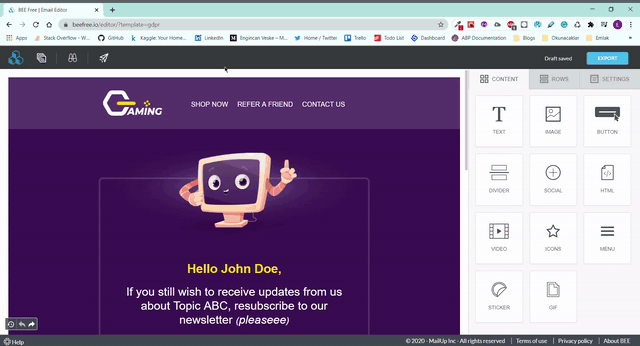 BEE Free | Email Editor
beefree.io/editor/?template=gdpr
Apps
Stack Overflow - W...
GitHub
Kaggle: Your Home...
LinkedIn
Engincan Veske – M...
Home / Twitter
Trello
Todo List
Dashboard
ABP Documentation
Blogs
Okunacaklar
English
Draft saved
EXPORT
CONTENT
ROWS
SETTINGS
GAMING
SHOP NOW REFER A FRIEND CONTACT US
TEXT
IMAGE
BUTTON
DIVIDER
SOCIAL
HTML
VIDEO
ICONS
MENU
STICKER
GIF
Hello John Doe,
If you still wish to receive updates from us
about Topic ABC, resubscribe to our
newsletter (pleaseee)
Help
© 2020 - MailUp Inc - All rights reserved | Terms of use | Privacy policy | About BEE